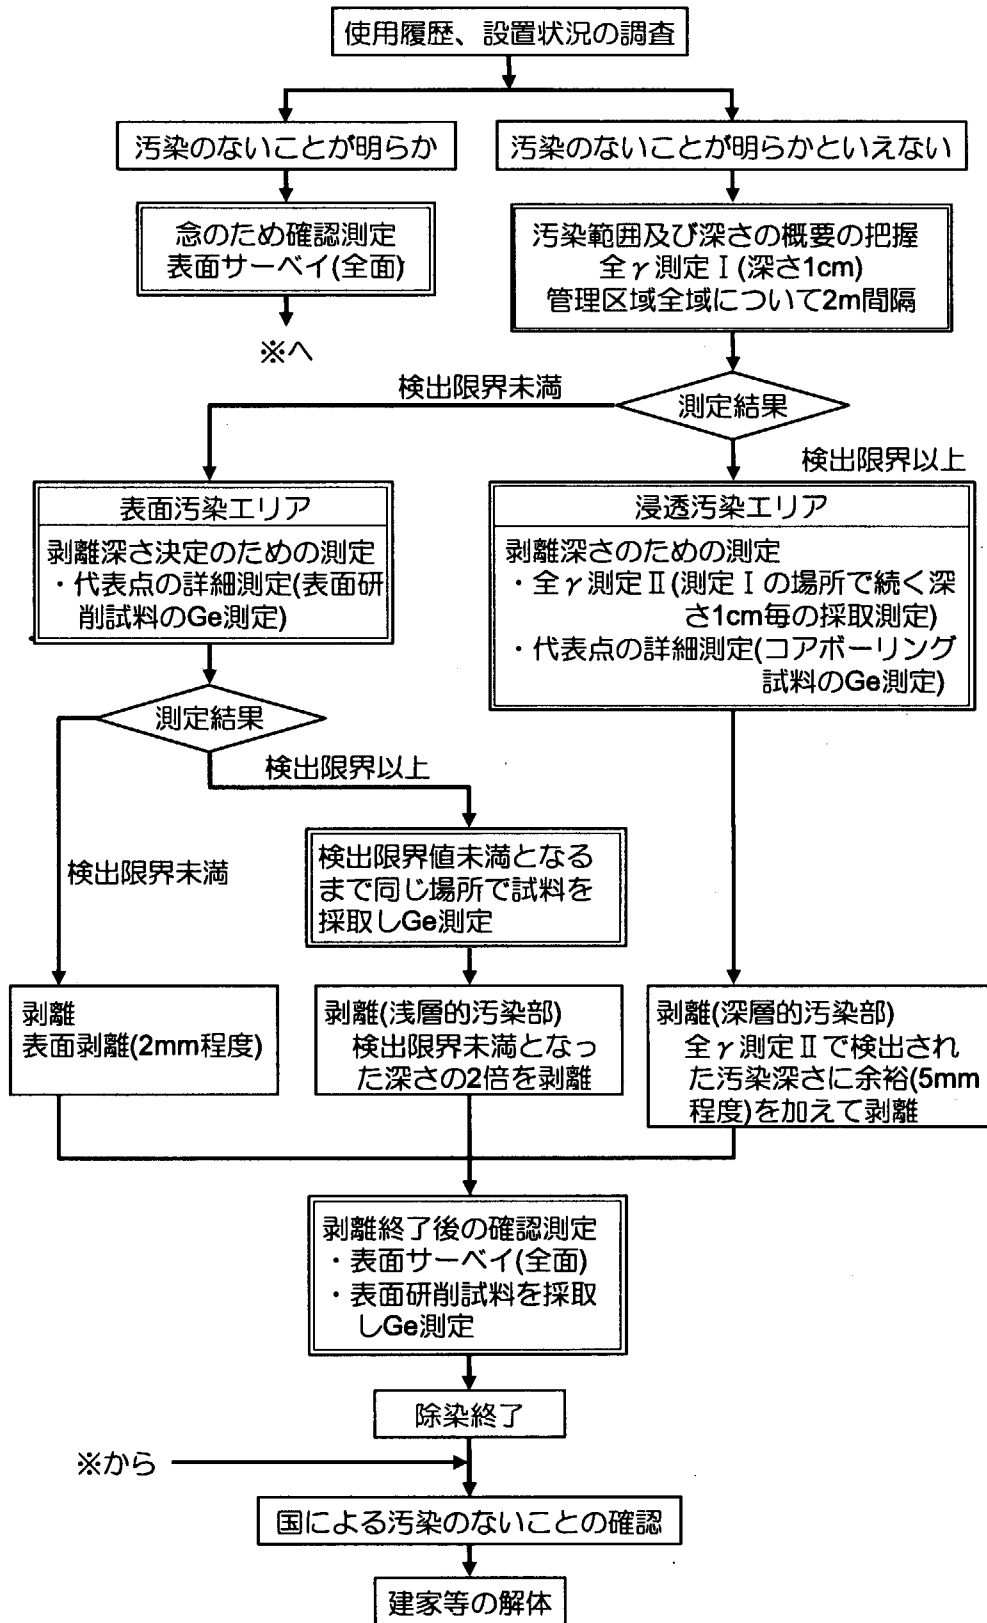 使用履歴、設置状況の調査
汚染のないことが明らか
汚染のないことが明らかといえない
念のため確認測定
表面サーベイ(全面)
※へ
汚染範囲及び深さの概要の把握
全γ測定Ⅰ(深さ1cm)
管理区域全域について2m間隔
測定結果
検出限界未満
検出限界以上
表面汚染エリア
剥離深さ決定のための測定
・代表点の詳細測定(表面研
削試料のGe測定)
浸透汚染エリア
剥離深さのための測定
・全γ測定Ⅱ(測定Ⅰの場所で続く深
さ1cm毎の採取測定)
・代表点の詳細測定(コアボーリング
試料のGe測定)
測定結果
検出限界以上
検出限界未満
検出限界値未満となる
まで同じ場所で試料を
採取しGe測定
剥離
表面剥離(2mm程度)
剥離(浅層的汚染部)
検出限界未満となっ
た深さの2倍を剥離
剥離(深層的汚染部)
全γ測定Ⅱで検出され
た汚染深さに余裕(5mm
程度)を加えて剥離
剥離終了後の確認測定
・表面サーベイ(全面)
・表面研削試料を採取
しGe測定
除染終了
※から
国による汚染のないことの確認
建家等の解体